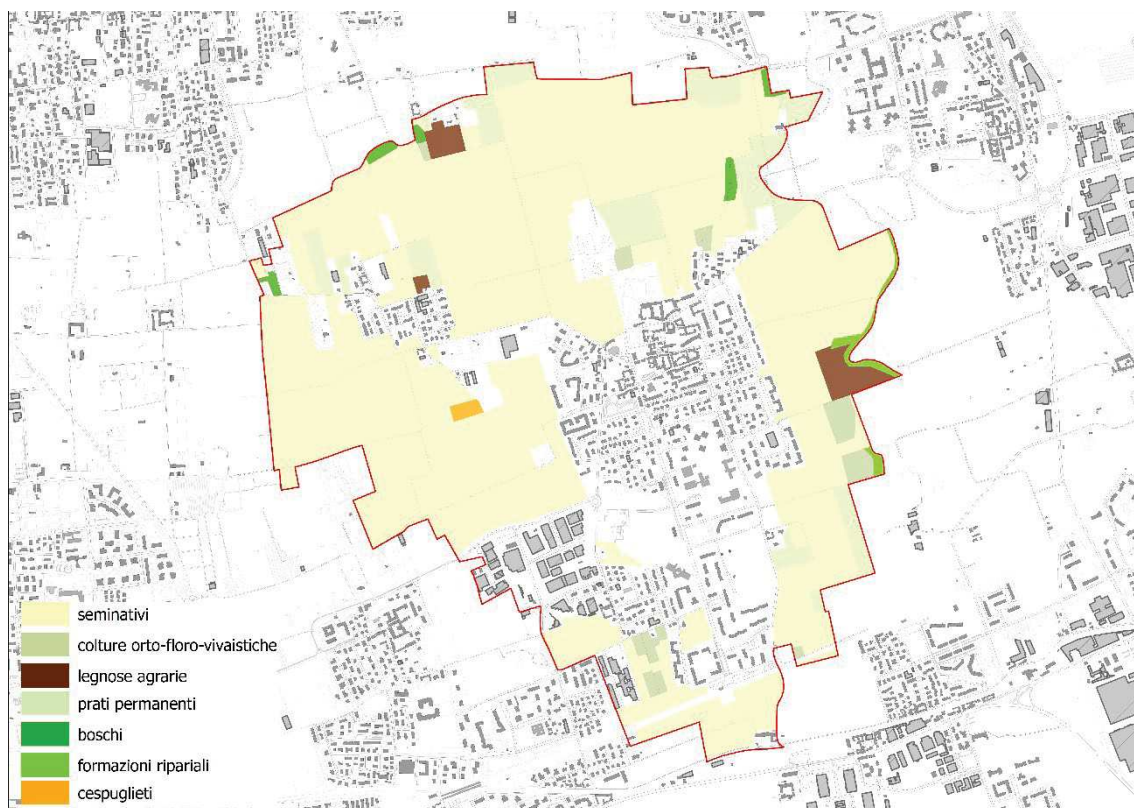 seminativi
colture orto-floro-vivaistiche
legnose agrarie
prati permanenti
boschi
formazioni ripariali
cespuglieti